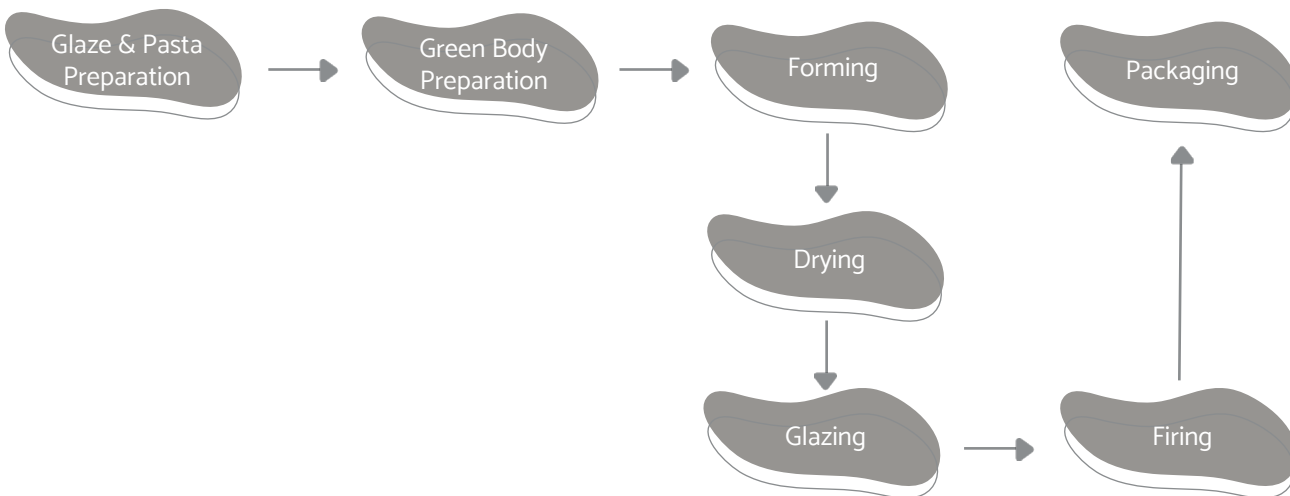 Glaze & Pasta
Preparation
Green Body
Preparation
Forming
Drying
Glazing
Firing
Packaging